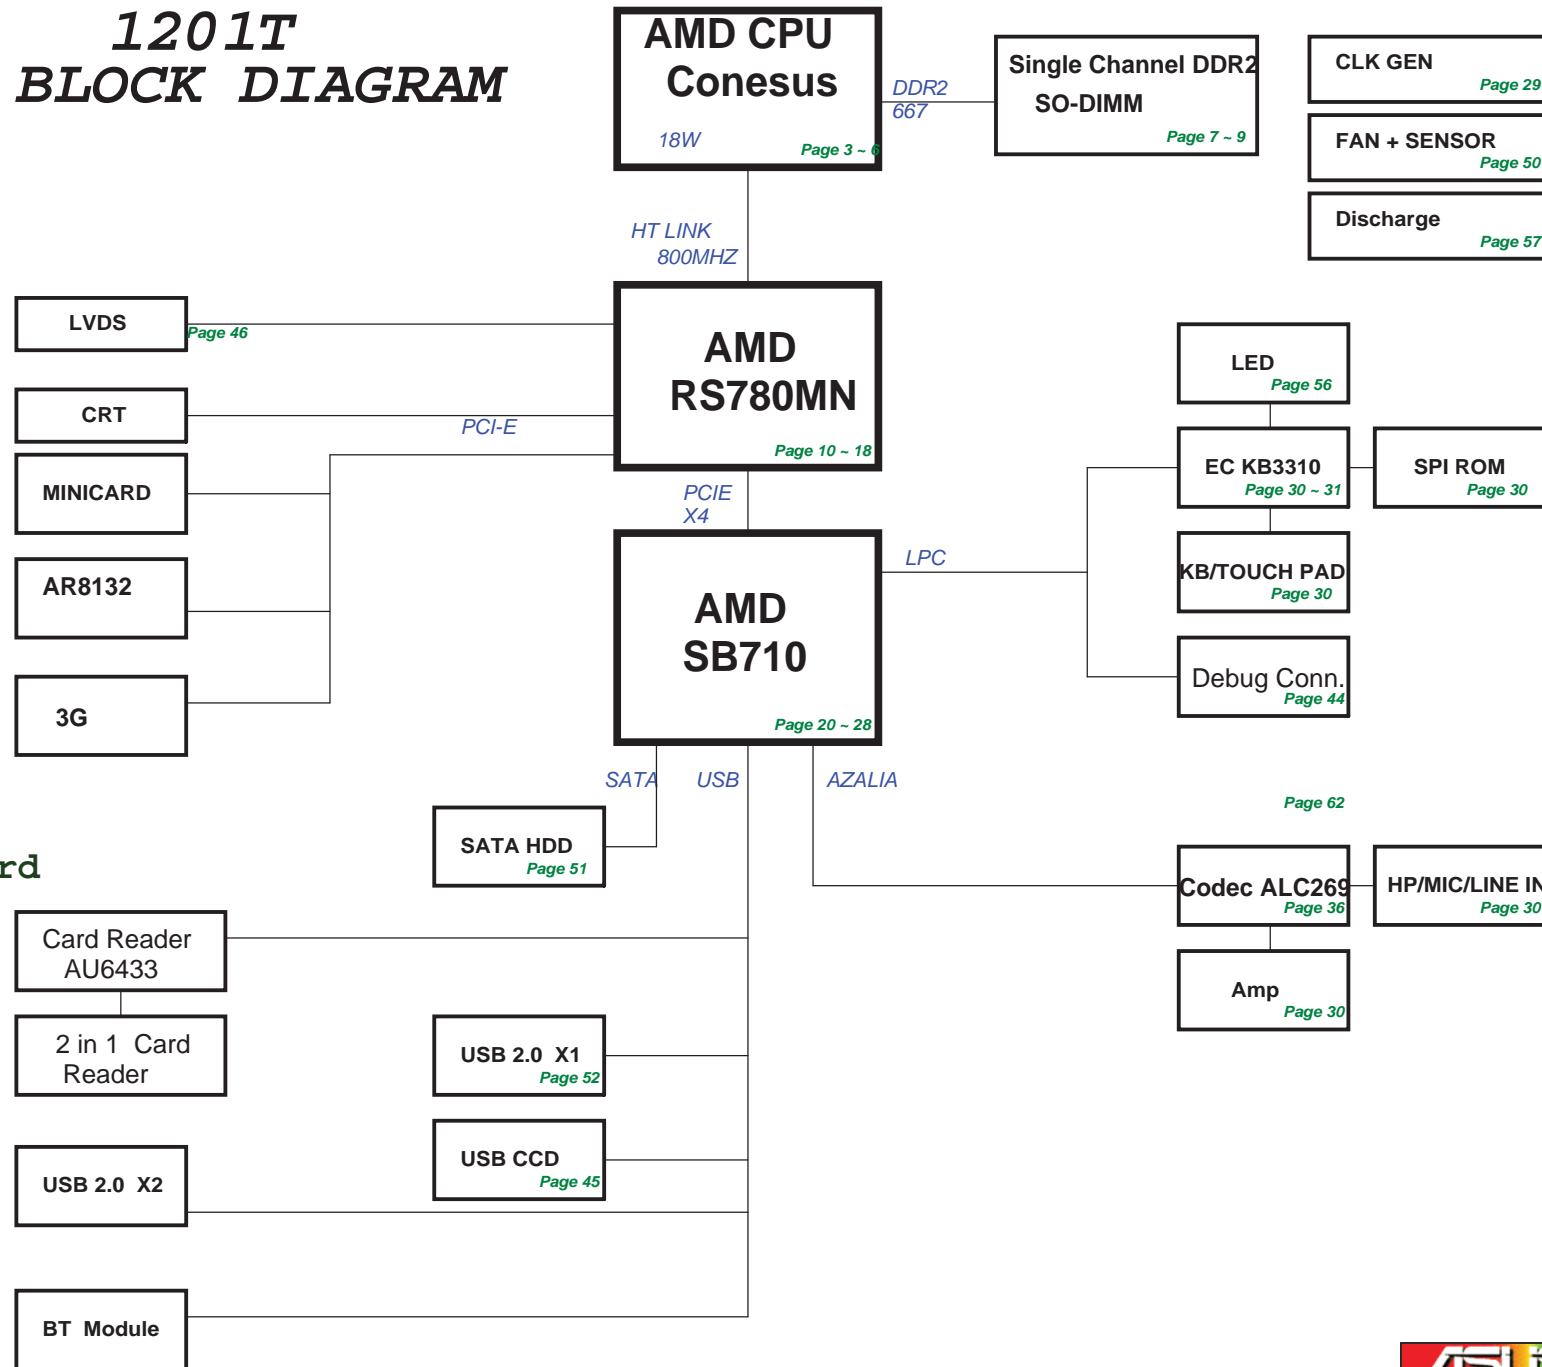 1201T
BLOCK DIAGRAM
AMD CPU
Conesus
18W
Page 3 ~ 6
DDR2
667
Single Channel DDR2
SO-DIMM
Page 7 ~ 9
CLK GEN
Page 29
FAN + SENSOR
Page 50
Discharge
Page 57
HT LINK
800MHZ
LVDS
Page 46
CRT
PCI-E
MINICARD
AR8132
3G
AMD
RS780MN
Page 10 ~ 18
PCIE
X4
AMD
SB710
Page 20 ~ 28
LPC
LED
Page 56
EC KB3310
Page 30 ~ 31
SPI ROM
Page 30
KB/TOUCH PAD
Page 30
Debug Conn.
Page 44
SATA
USB
AZALIA
Page 62
SATA HDD
Page 51
rd
Codec ALC269
Page 36
HP/MIC/LINE IN
Page 30
Amp
Page 30
Card Reader
AU6433
2 in 1 Card
Reader
USB 2.0 X1
Page 52
USB CCD
Page 45
USB 2.0 X2
BT Module